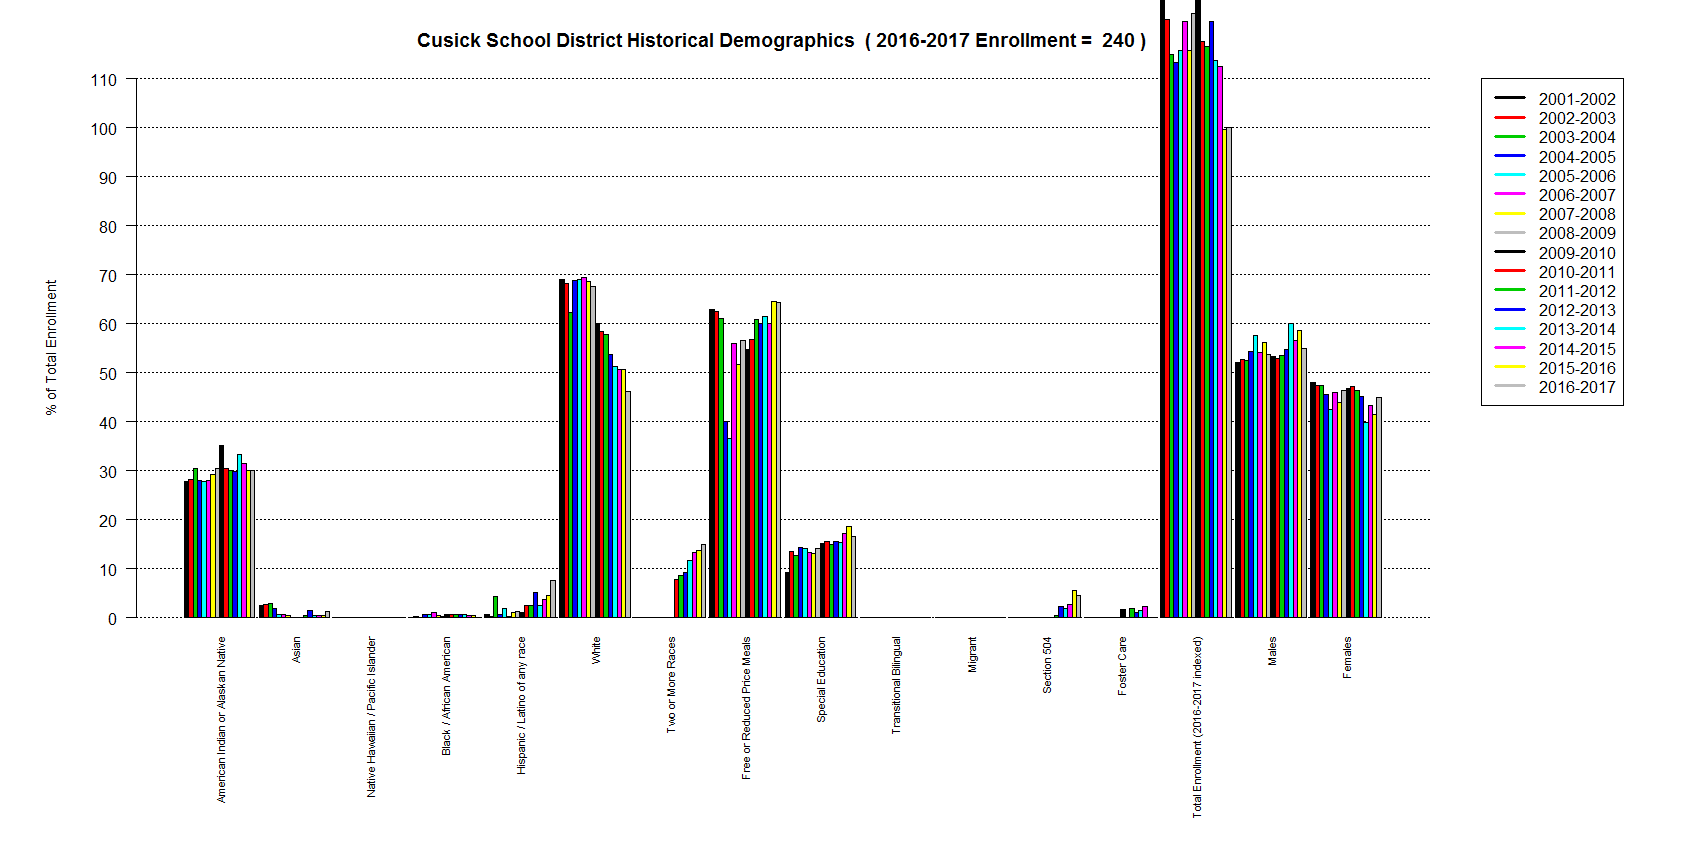 Cusick School District Historical Demographics ( 2016-2017 Enrollment = 240 )
% of Total Enrollment
110
100
90
80
70
60
50
40
30
20
10
0
American Indian or Alaskan Native
Asian
Native Hawaiian / Pacific Islander
Black / African American
Hispanic / Latino of any race
White
Two or More Races
Free or Reduced Price Meals
Special Education
Transitional Bilingual
Migrant
Section 504
Foster Care
Total Enrollment (2016-2017 indexed)
Males
Females
2001-2002
2002-2003
2003-2004
2004-2005
2005-2006
2006-2007
2007-2008
2008-2009
2009-2010
2010-2011
2011-2012
2012-2013
2013-2014
2014-2015
2015-2016
2016-2017